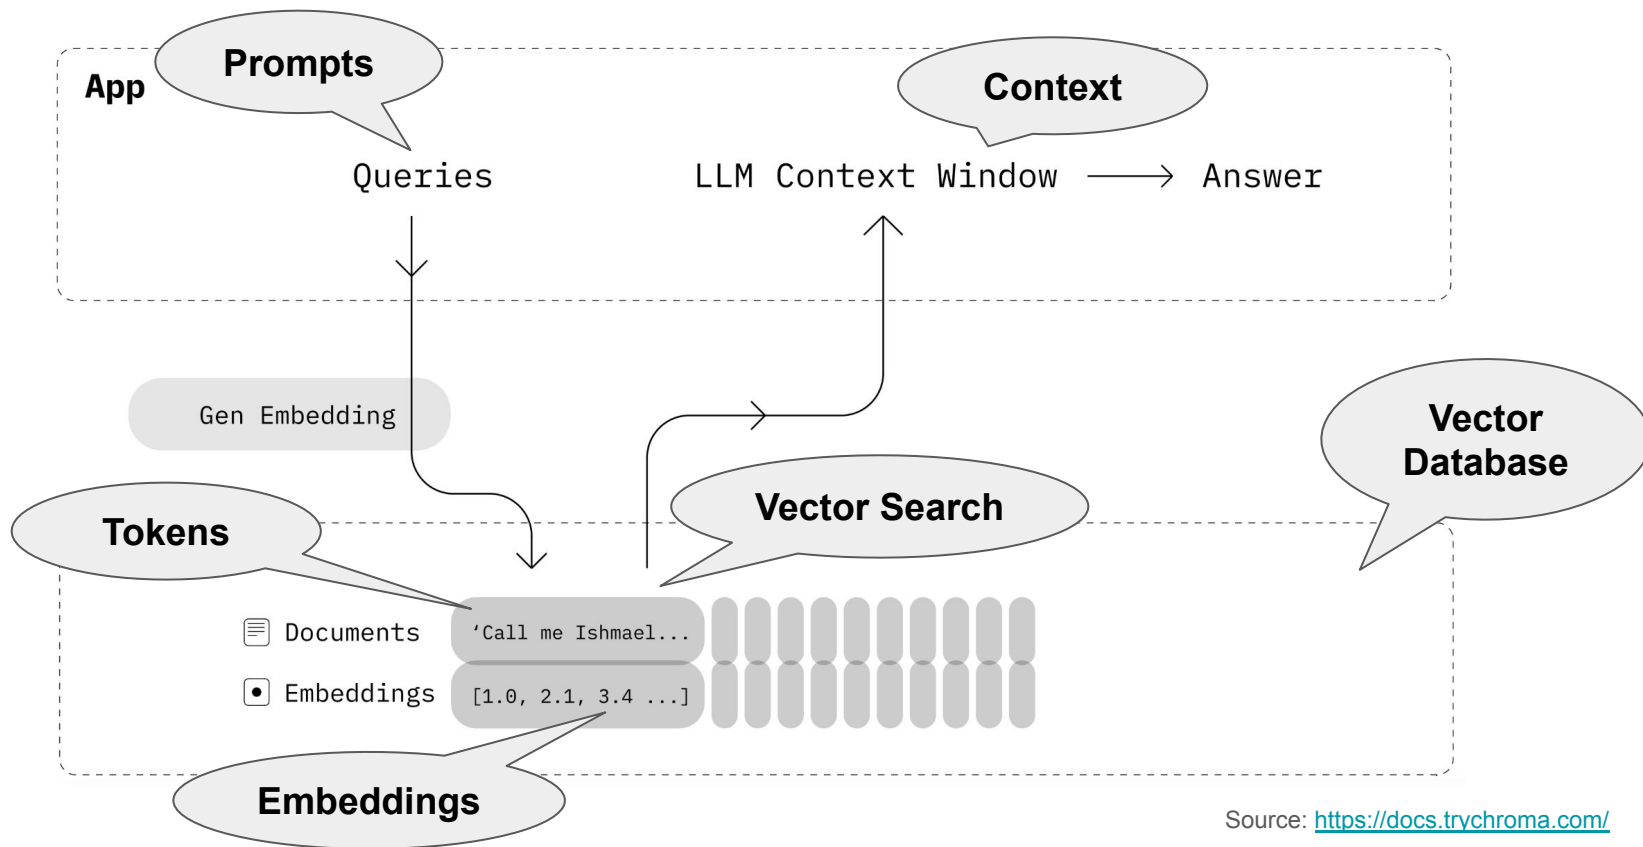 Prompts
Context
App
Queries
LLM Context Window
Answer
Gen Embedding
Vector
Database
Vector Search
Tokens
Documents
‘Call me Ishmael...
Embeddings
[1.0, 2.1, 3.4 ...]
Embeddings
Source: https://docs.trychroma.com/